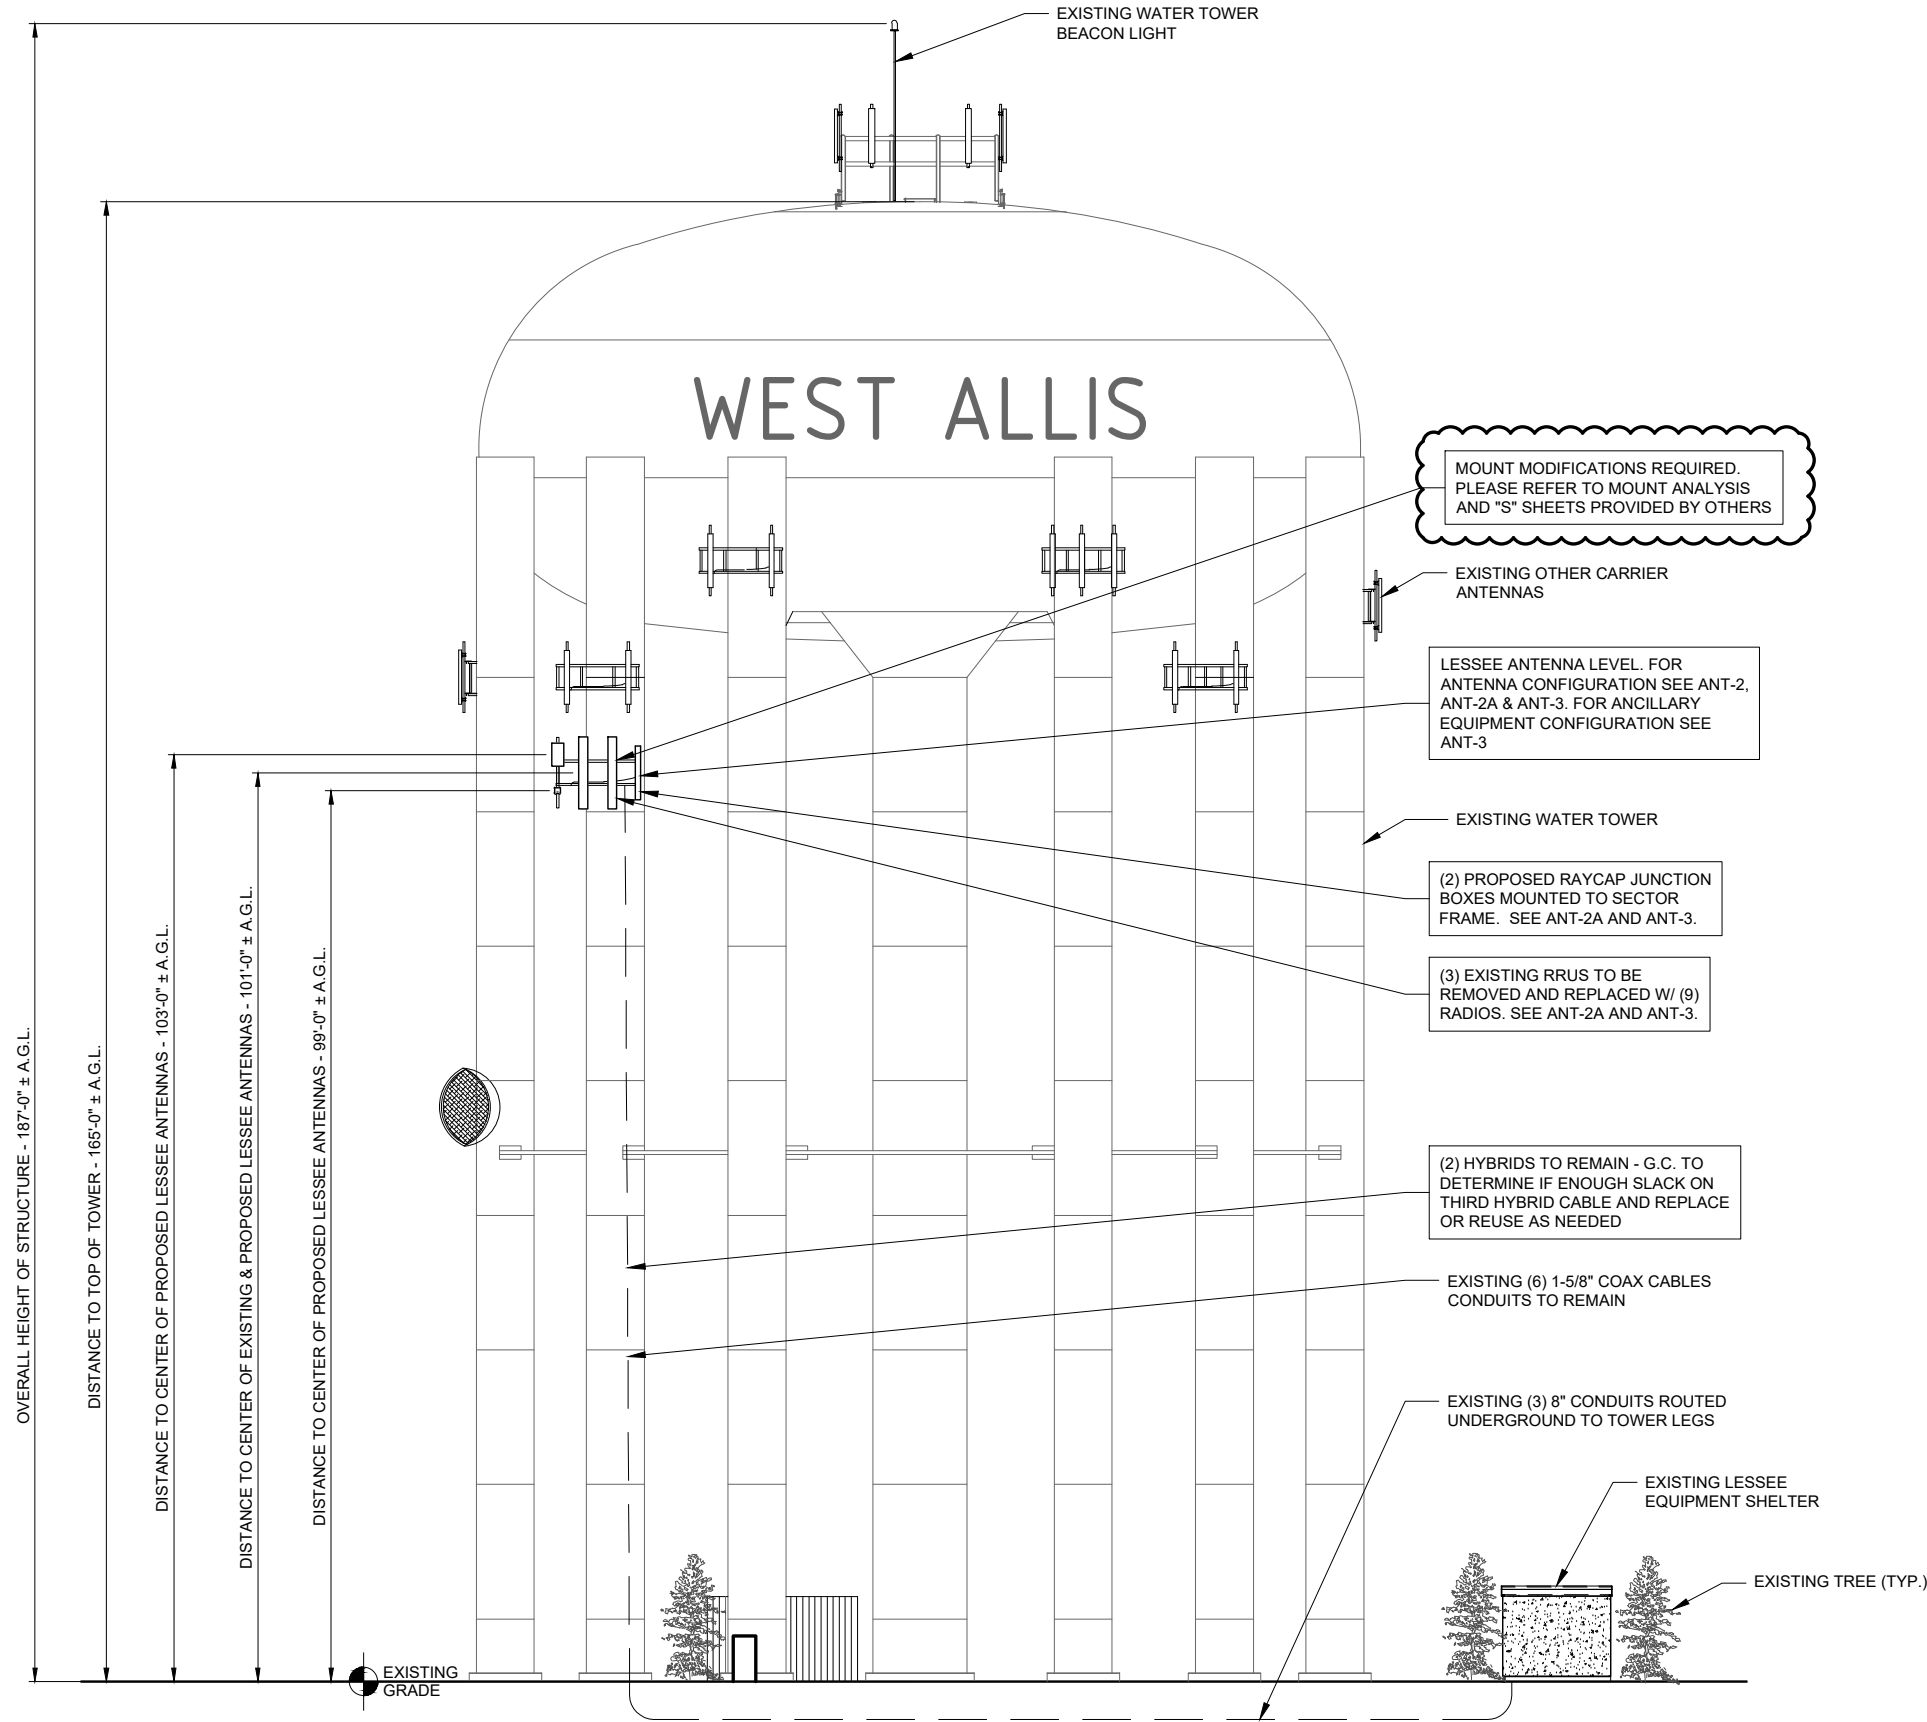 EXISTING WATER TOWER
BEACON LIGHT
WEST ALLIS
MOUNT MODIFICATIONS REQUIRED.
PLEASE REFER TO MOUNT ANALYSIS
AND "S" SHEETS PROVIDED BY OTHERS
EXISTING OTHER CARRIER
ANTENNAS
LESSEE ANTENNA LEVEL. FOR
ANTENNA CONFIGURATION SEE ANT-2,
ANT-2A & ANT-3. FOR ANCILLARY
EQUIPMENT CONFIGURATION SEE
ANT-3
EXISTING WATER TOWER
(2) PROPOSED RAYCAP JUNCTION
BOXES MOUNTED TO SECTOR
FRAME. SEE ANT-2A AND ANT-3.
(3) EXISTING RRUS TO BE
REMOVED AND REPLACED W/ (9)
RADIOS. SEE ANT-2A AND ANT-3.
(2) HYBRIDS TO REMAIN - G.C. TO
DETERMINE IF ENOUGH SLACK ON
THIRD HYBRID CABLE AND REPLACE
OR REUSE AS NEEDED
EXISTING (6) 1-5/8" COAX CABLES
CONDUITS TO REMAIN
EXISTING (3) 8" CONDUITS ROUTED
UNDERGROUND TO TOWER LEGS
EXISTING LESSEE
EQUIPMENT SHELTER
EXISTING TREE (TYP.)
OVERALL HEIGHT OF STRUCTURE - 187'-0" ± A.G.L.
DISTANCE TO TOP OF TOWER - 165'-0" ± A.G.L.
DISTANCE TO CENTER OF PROPOSED LESSEE ANTENNAS - 103'-0" ± A.G.L.
DISTANCE TO CENTER OF EXISTING & PROPOSED LESSEE ANTENNAS - 101'-0" ± A.G.L.
DISTANCE TO CENTER OF PROPOSED LESSEE ANTENNAS - 99'-0" ± A.G.L.
EXISTING
GRADE